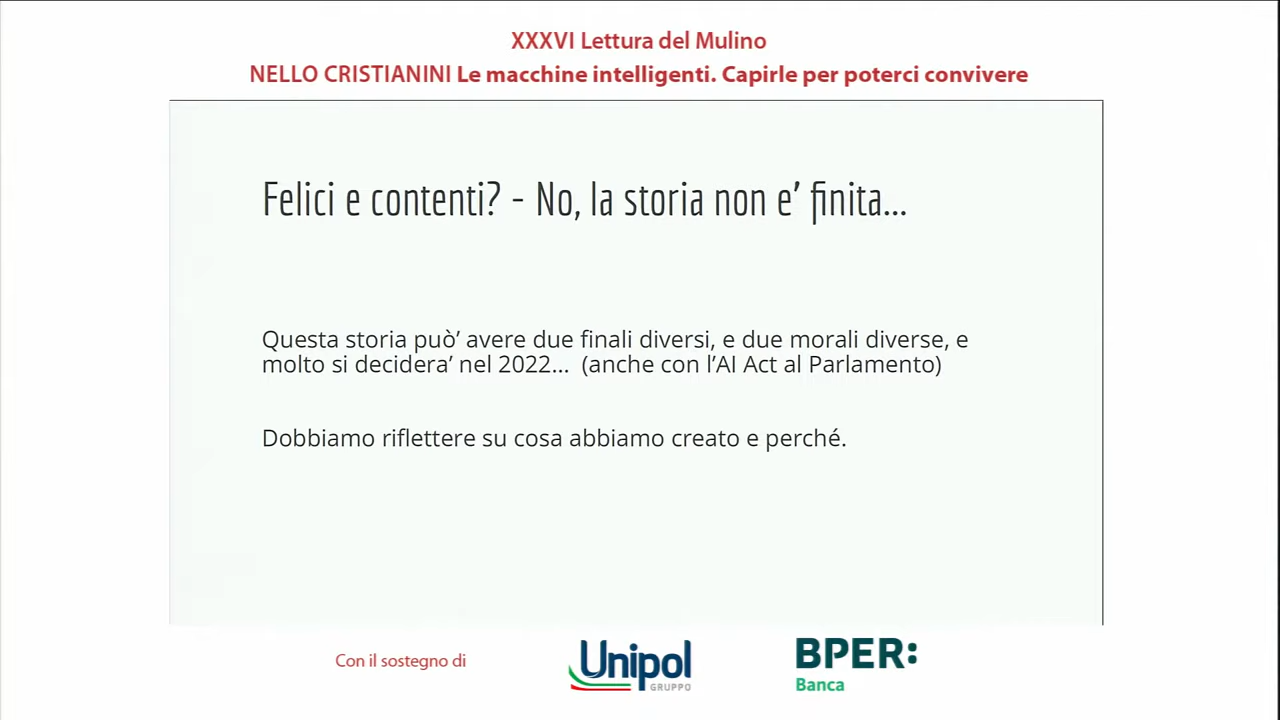 XXXVI Lettura del Mulino
NELLO CRISTIANINI Le macchine intelligenti. Capirle per poterci convivere
Felici e contenti? - No, la storia non e’ finita...
Questa storia può’ avere due finali diversi, e due morali diverse, e
molto si decidera’ nel 2022... (anche con l’AI Act al Parlamento)
Dobbiamo riflettere su cosa abbiamo creato e perché.
Con il sostegno di
Unipol
GRUPPO
BPER:
Banca